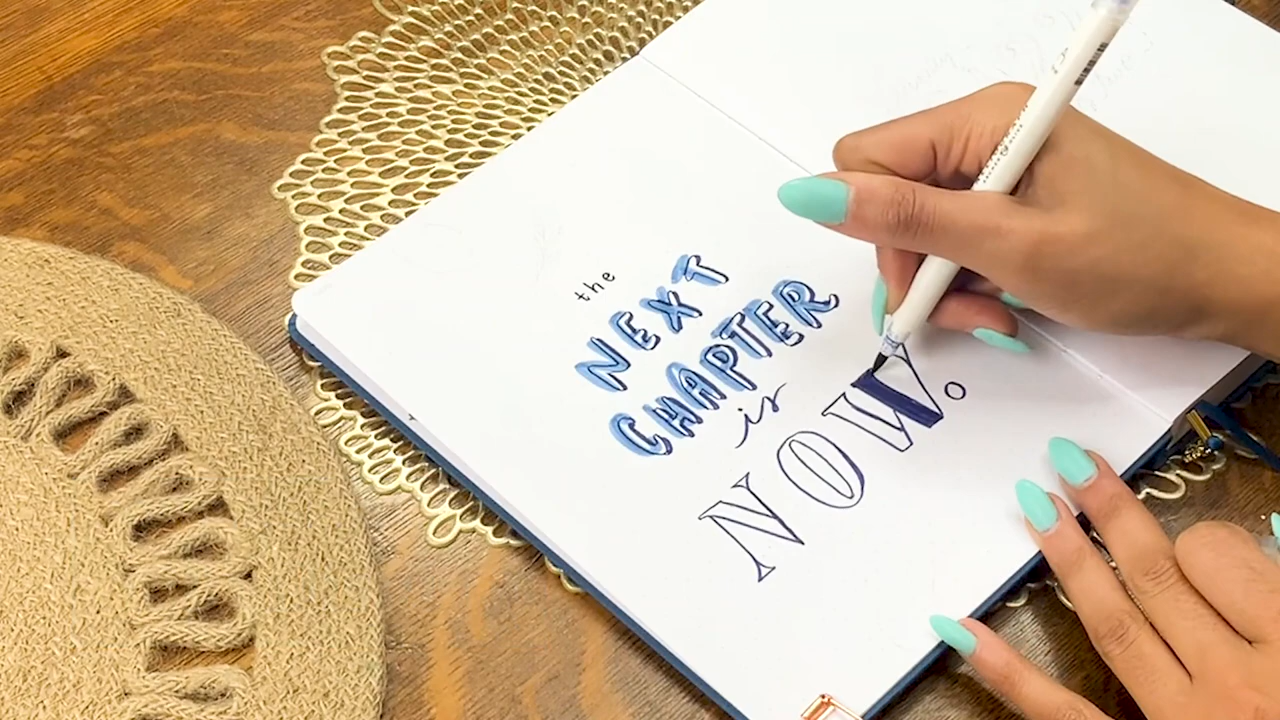 the
NEXT
CHAPTER
is
NOW.